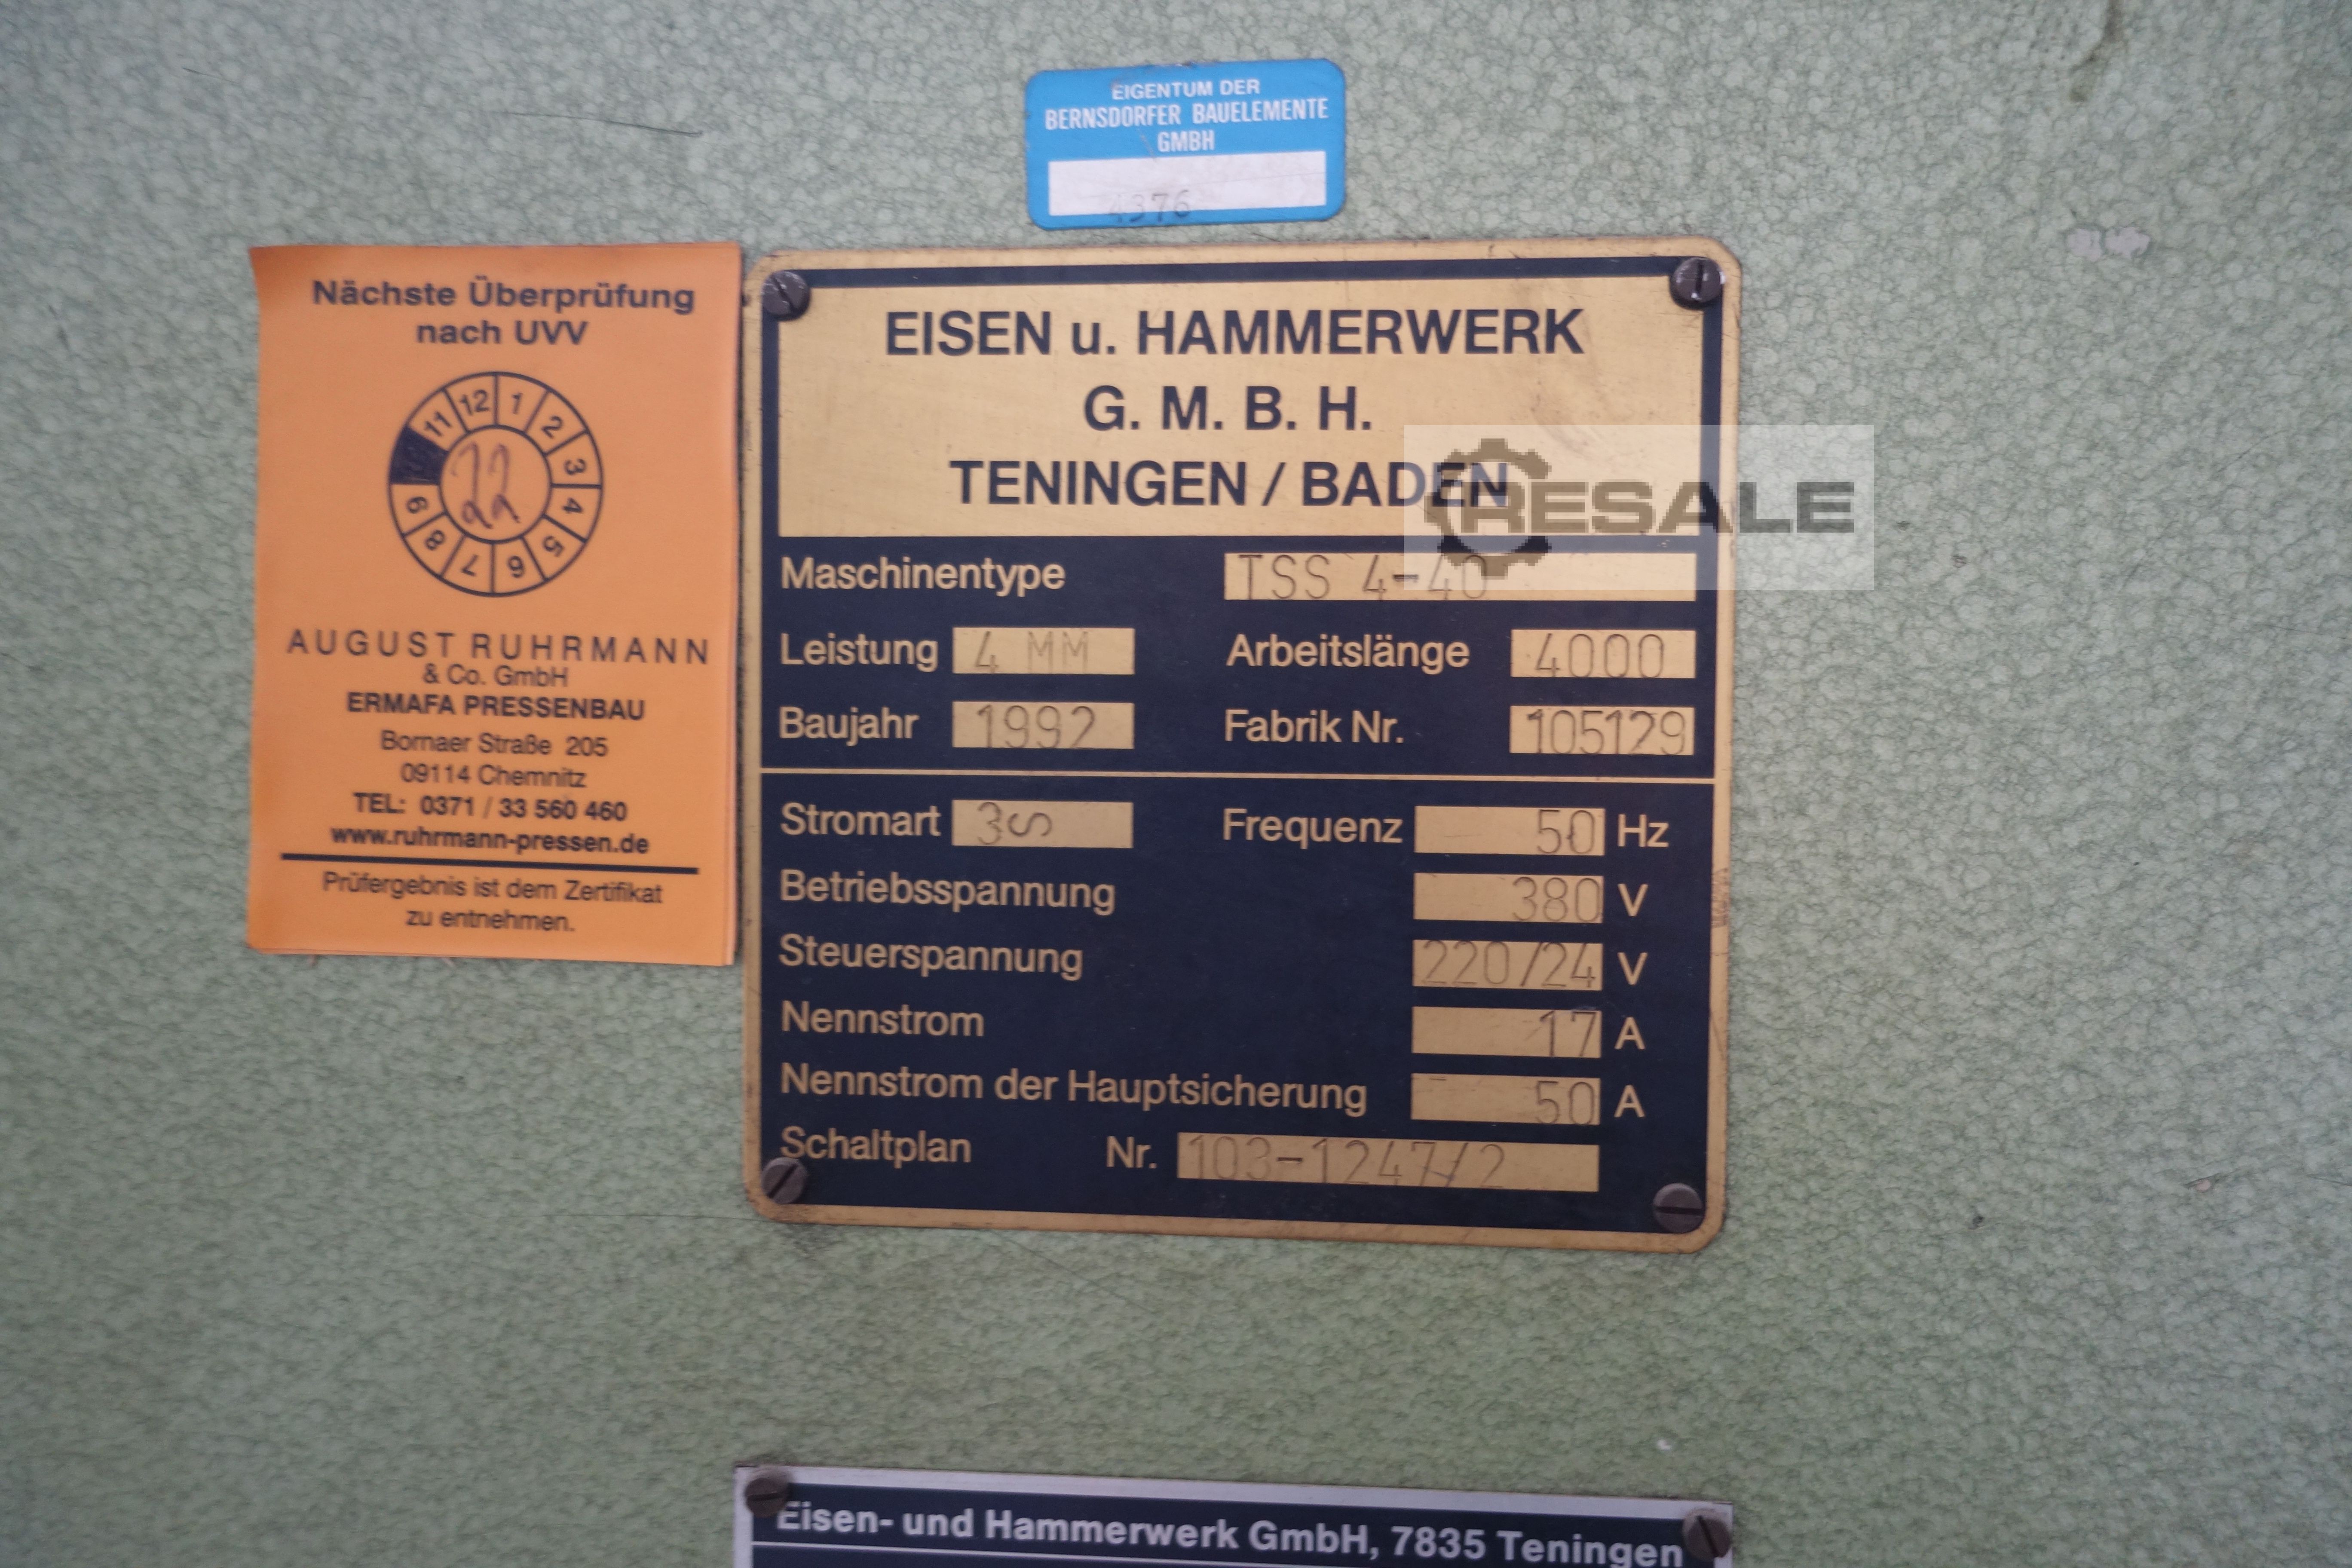 EIGENTUM DER
BERNSDORFER BAUELEMENTE
GMBH
4376
Nächste Überprüfung
nach UVV
11 12 1 2 3 4 5 6 7 8 9
22
AUGUST RUHRMANN
& Co. GmbH
ERMAFA PRESSENBAU
Bornaer Straße 205
09114 Chemnitz
TEL: 0371 / 33 560 460
www.ruhrmann-pressen.de
Prüfergebnis ist dem Zertifikat
zu entnehmen.
EISEN u. HAMMERWERK
G. M. B. H.
TENINGEN / BADEN
RESALE
Maschinentype TSS 4-40
Leistung 4 MM Arbeitslänge 4000
Baujahr 1992 Fabrik Nr. 105129
Stromart 3∽ Frequenz 50 Hz
Betriebsspannung 380 V
Steuerspannung 220/24 V
Nennstrom 17 A
Nennstrom der Hauptsicherung 50 A
Schaltplan Nr. 103-1247/2
Eisen- und Hammerwerk GmbH, 7835 Teningen